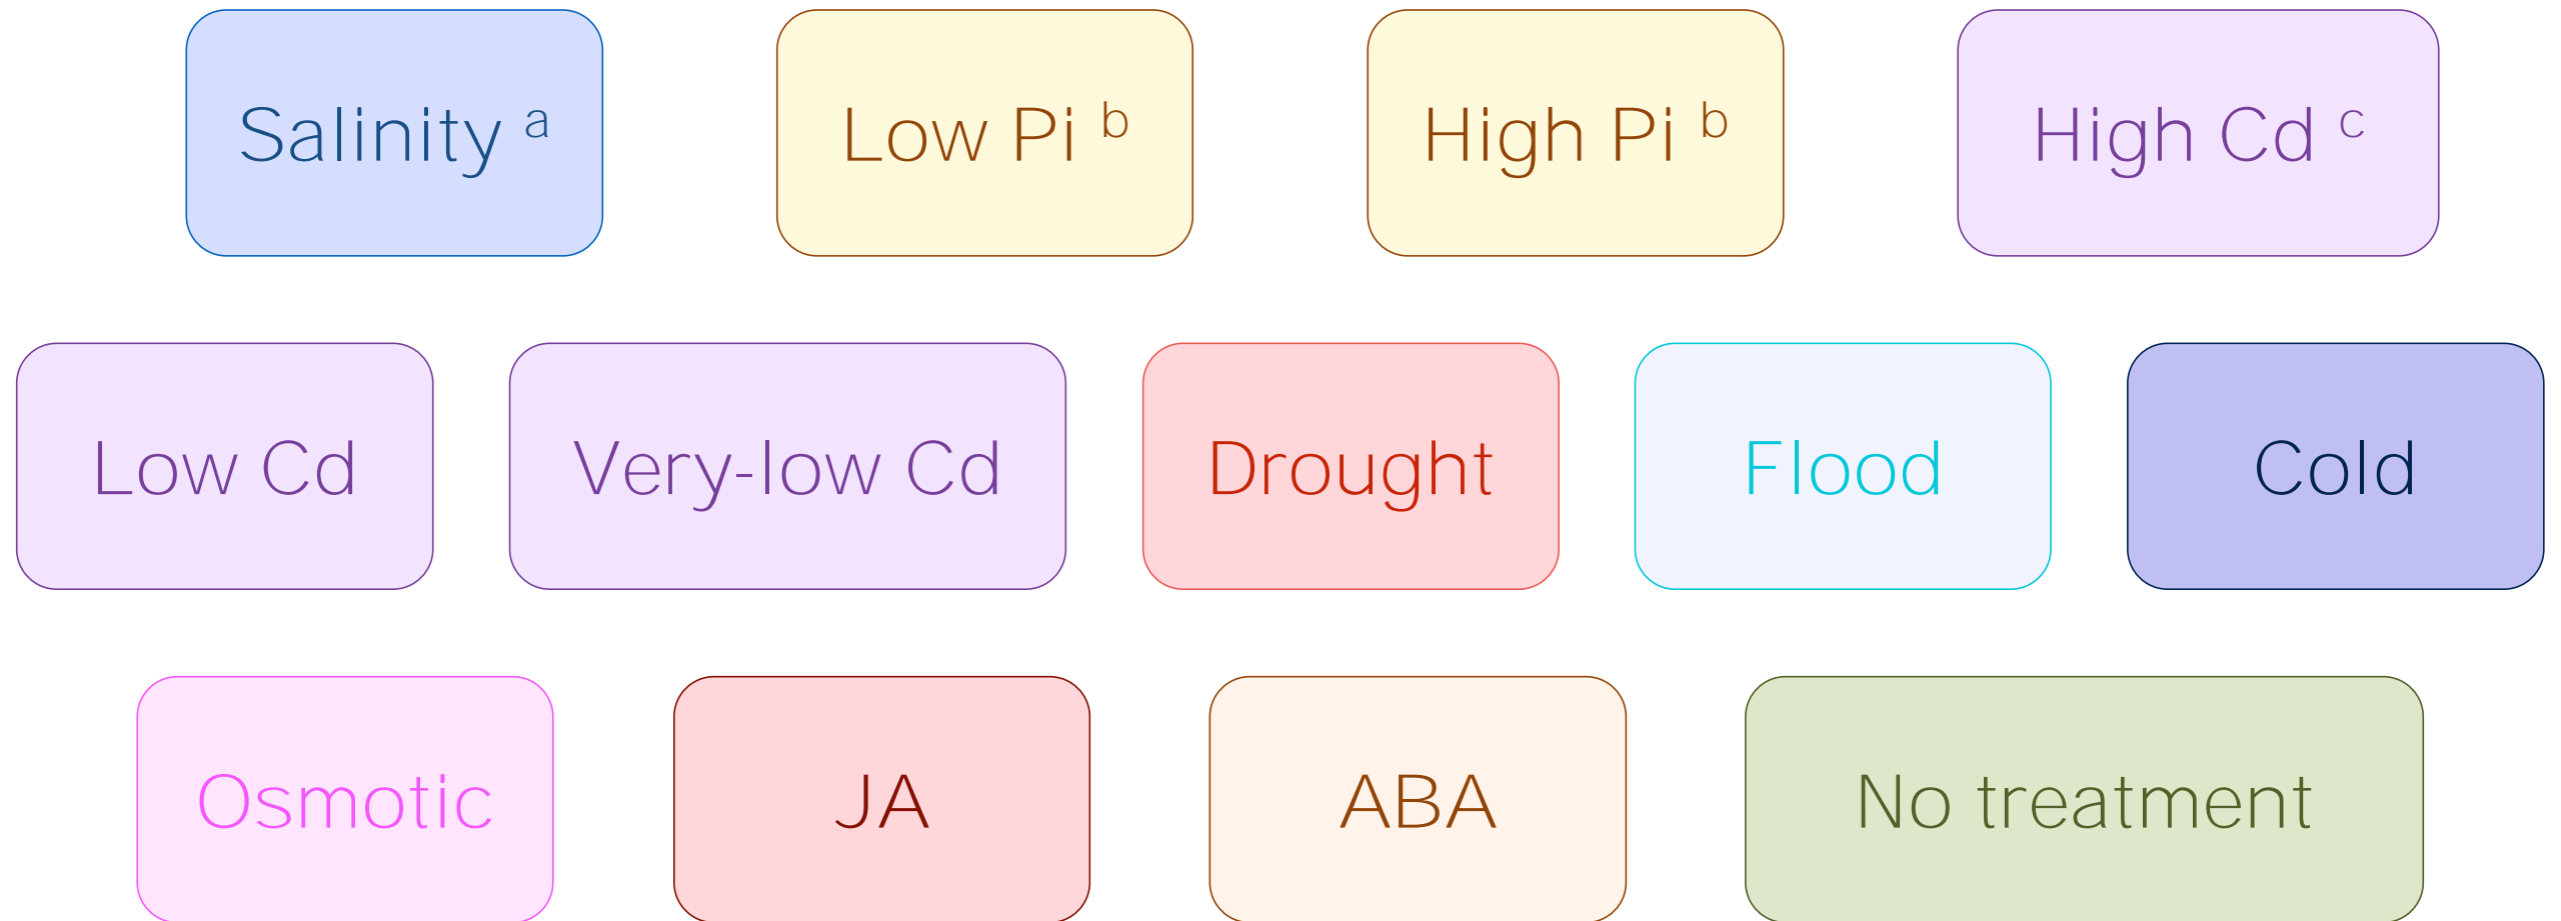 Salinity a Low Pi b High Pi b High Cd c
Low Cd Very-low Cd Drought Flood Cold
Osmotic JA ABA No treatment